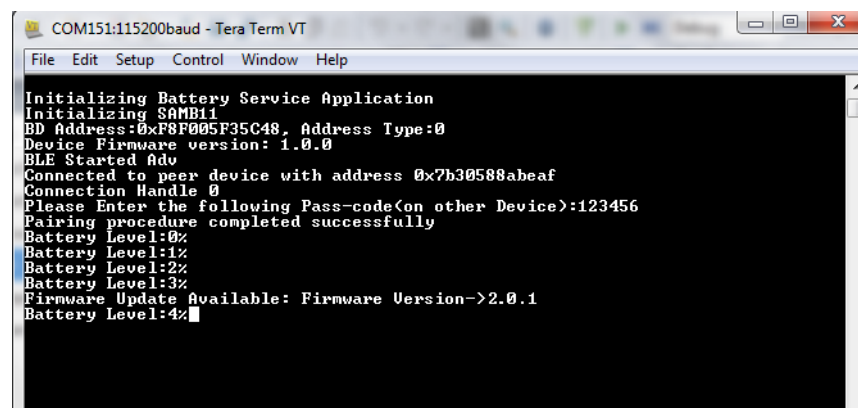 COM151:115200baud - Tera Term VT
File Edit Setup Control Window Help
Initializing Battery Service Application
Initializing SAMB11
BD Address:0xF8F005F35C48, Address Type:0
Device Firmware version: 1.0.0
BLE Started Adv
Connected to peer device with address 0x7b30588abeaf
Connection Handle 0
Please Enter the following Pass-code(on other Device):123456
Pairing procedure completed successfully
Battery Level:0%
Battery Level:1%
Battery Level:2%
Battery Level:3%
Firmware Update Available: Firmware Version->2.0.1
Battery Level:4%